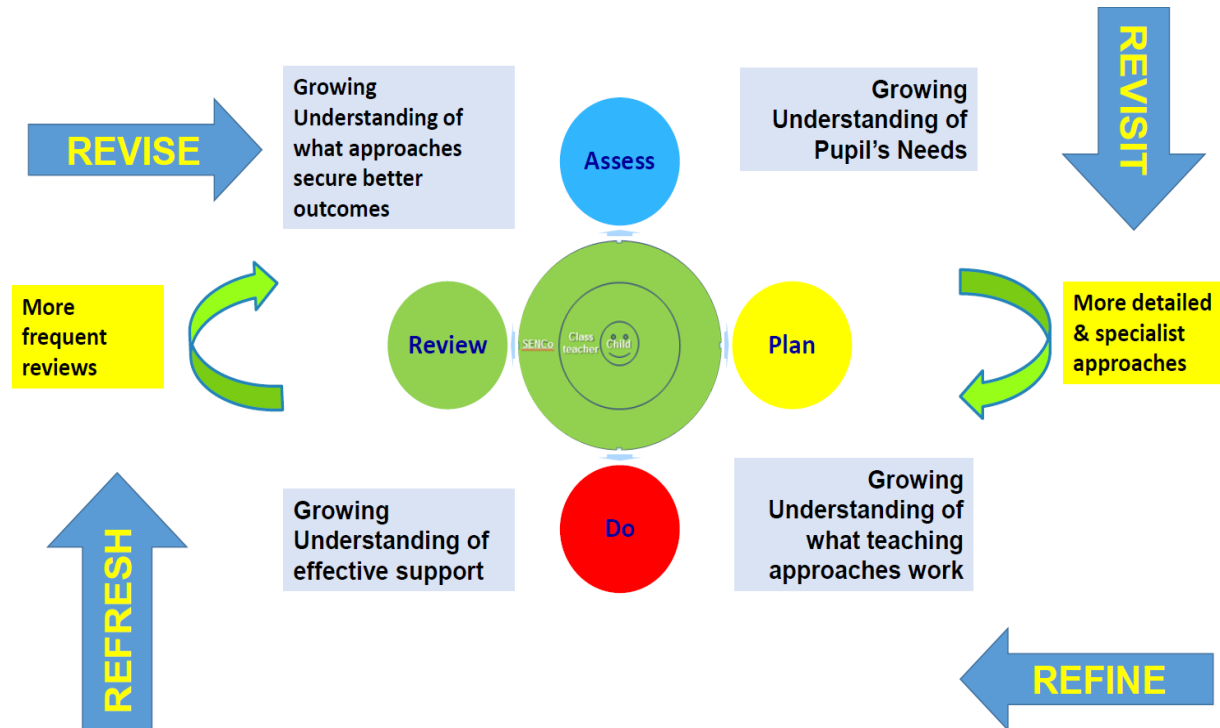 REVISE
Growing
Understanding of
what approaches
secure better
outcomes
Assess
Growing
Understanding of
Pupil's Needs
REVISIT
More
frequent
reviews
Review
SENCo
Class
teacher
Child
Plan
More detailed
& specialist
approaches
Growing
Understanding of
effective support
Do
Growing
Understanding of
what teaching
approaches work
REFRESH
REFINE